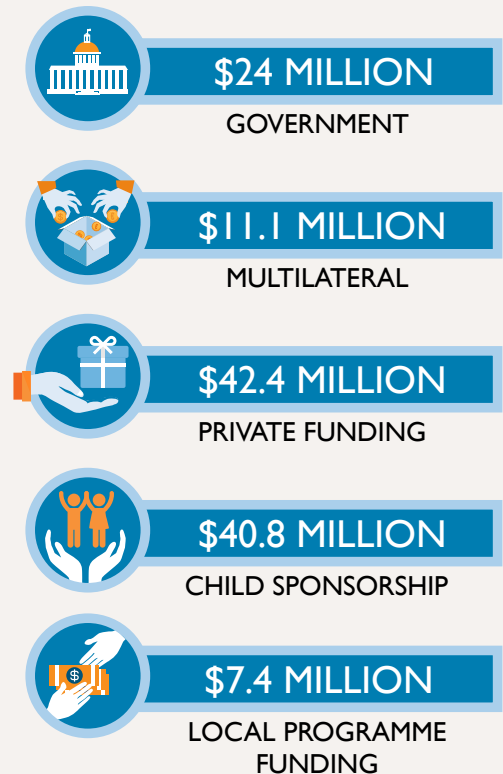 $24 MILLION
GOVERNMENT
$11.1 MILLION
MULTILATERAL
$42.4 MILLION
PRIVATE FUNDING
$40.8 MILLION
CHILD SPONSORSHIP
$
$7.4 MILLION
LOCAL PROGRAMME
FUNDING